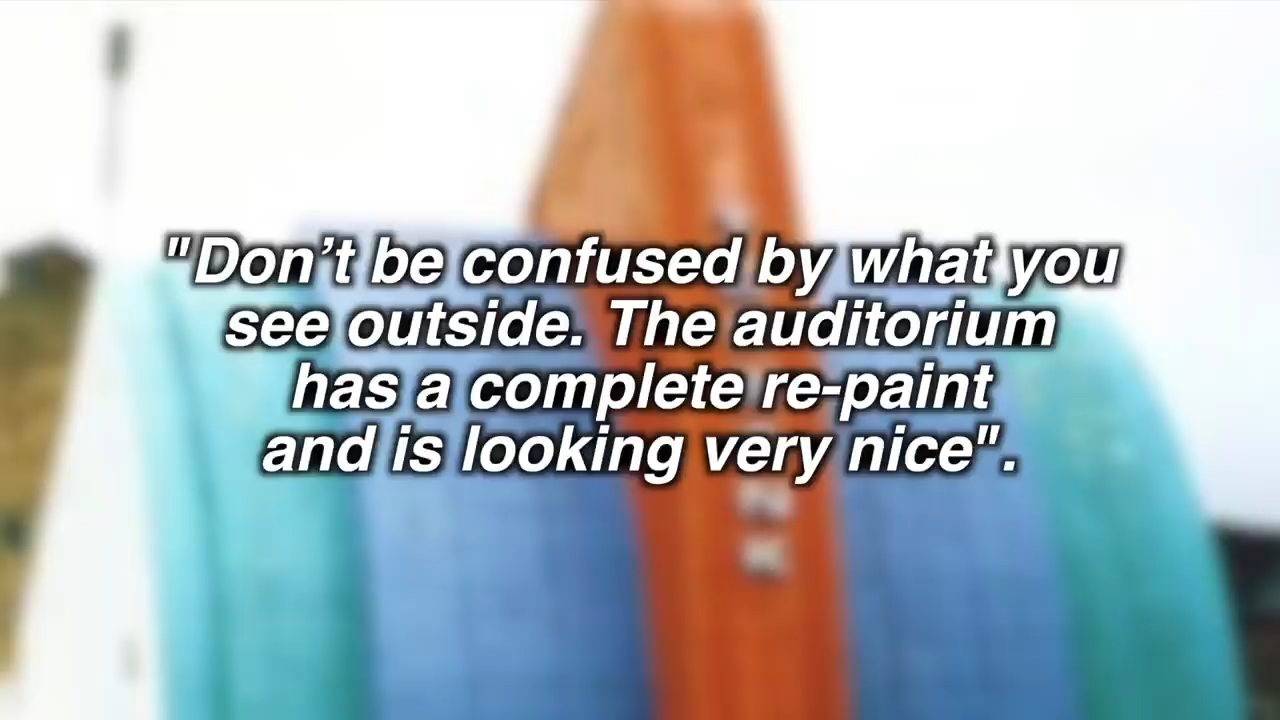 "Don’t be confused by what you
see outside. The auditorium
has a complete re-paint
and is looking very nice".